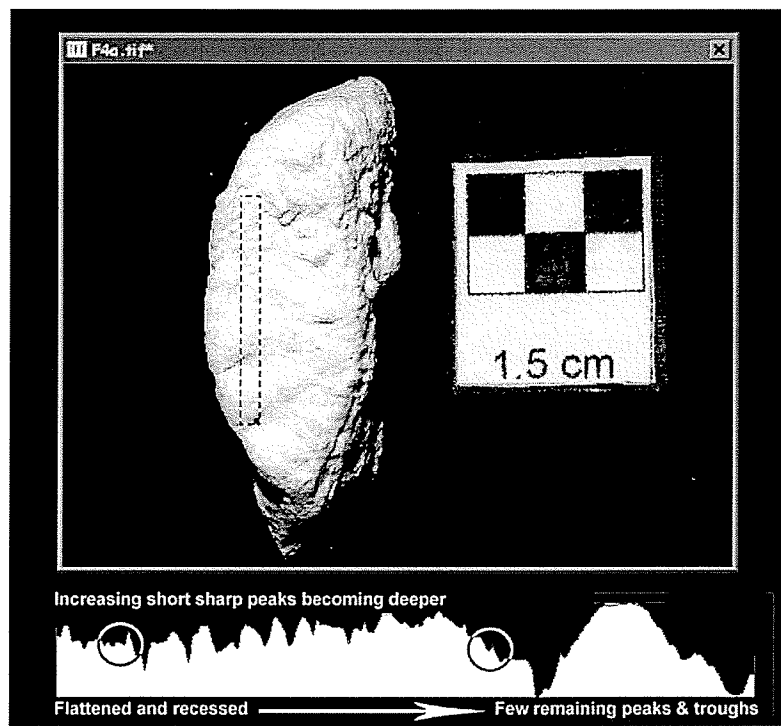 F4a.tif*
1.5 cm
Increasing short sharp peaks becoming deeper
Flattened and recessed
Few remaining peaks & troughs